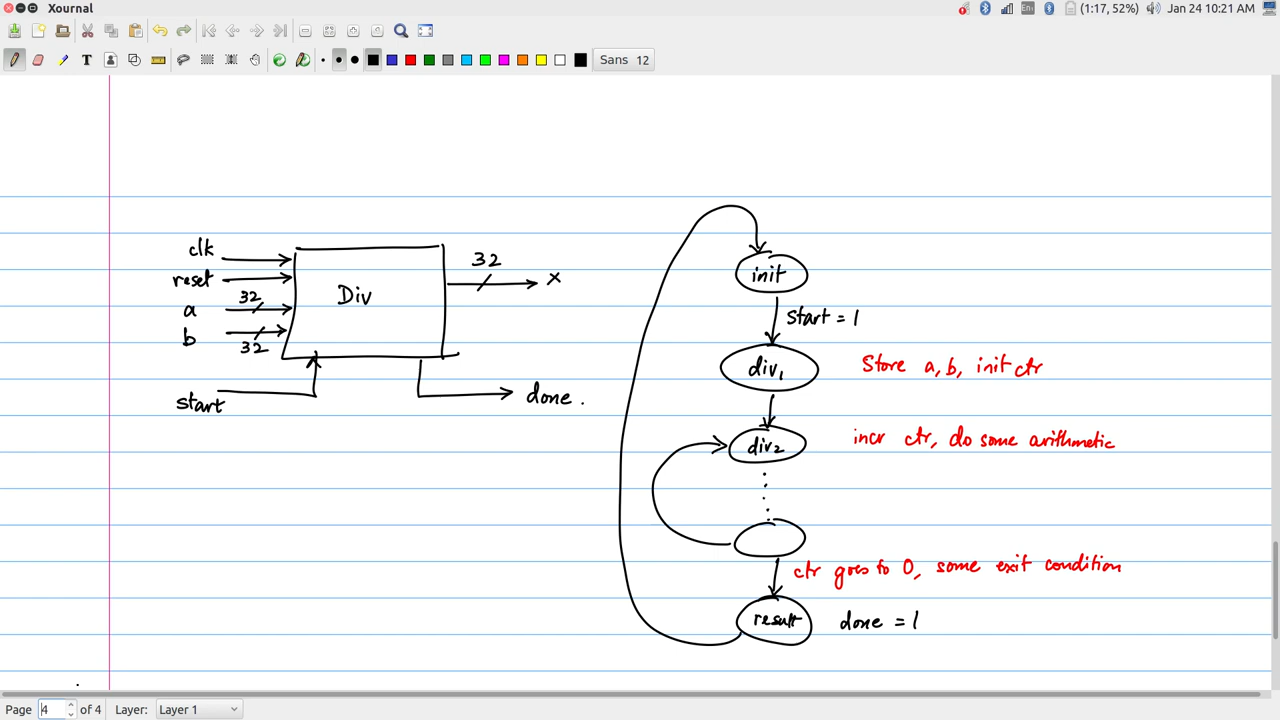 Xournal
(1:17, 52%)
Jan 24 10:21 AM
En
T
Sans 12
clk
reset
a
32
b
32
Div
32
x
start
done.
init
start = 1
div1
Store a, b, init ctr
div2
incr ctr, do some arithmetic
ctr goes to 0, some exit condition
result
done = 1
Page 4 of 4
Layer: Layer 1